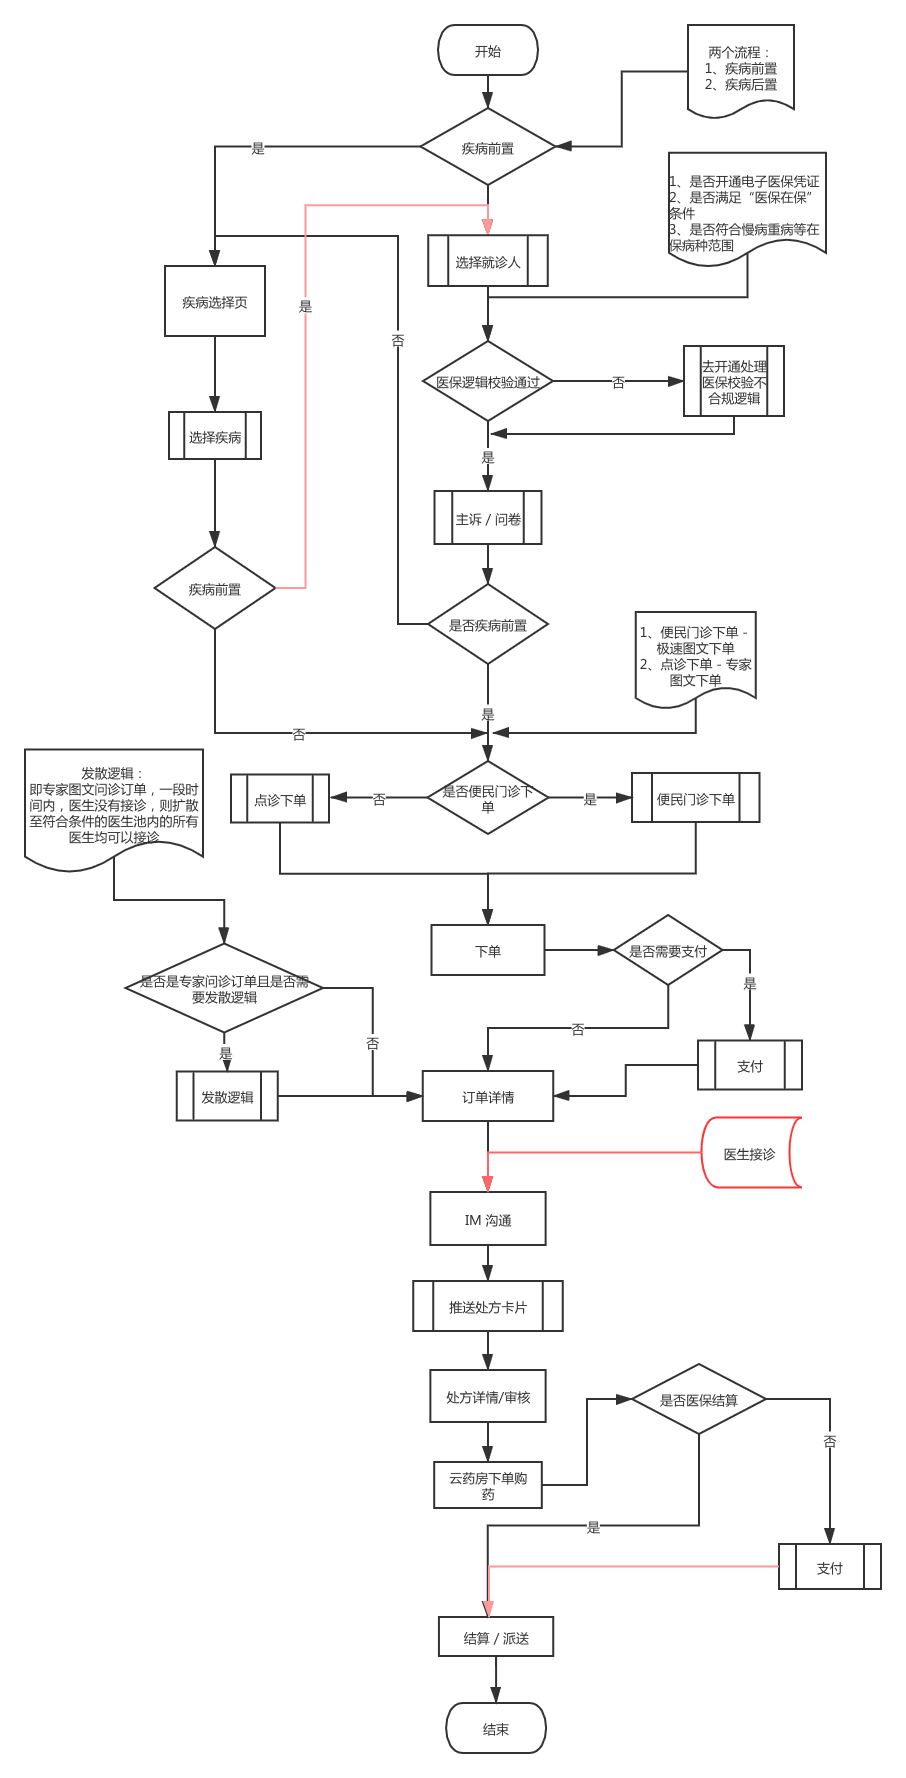 开始
两个流程：
1、疾病前置
2、疾病后置
疾病前置
是
1、是否开通电子医保凭证
2、是否满足“医保在保”
条件
3、是否符合慢病重病等在
保病种范围
选择就诊人
疾病选择页
是
否
医保逻辑校验通过
否
去开通处理
医保校验不
合规逻辑
选择疾病
是
主诉 / 问卷
疾病前置
是否疾病前置
1、便民门诊下单 -
极速图文下单
2、点诊下单 - 专家
图文下单
是
否
发散逻辑：
即专家图文问诊订单，一段时
间内，医生没有接诊，则扩散
至符合条件的医生池内的所有
医生均可以接诊
点诊下单
否
是否便民门诊下
单
是
便民门诊下单
下单
是否需要支付
是否是专家问诊订单且是否需
要发散逻辑
是
否
否
是
支付
发散逻辑
订单详情
医生接诊
IM 沟通
推送处方卡片
处方详情/审核
是否医保结算
否
云药房下单购
药
是
支付
结算 / 派送
结束